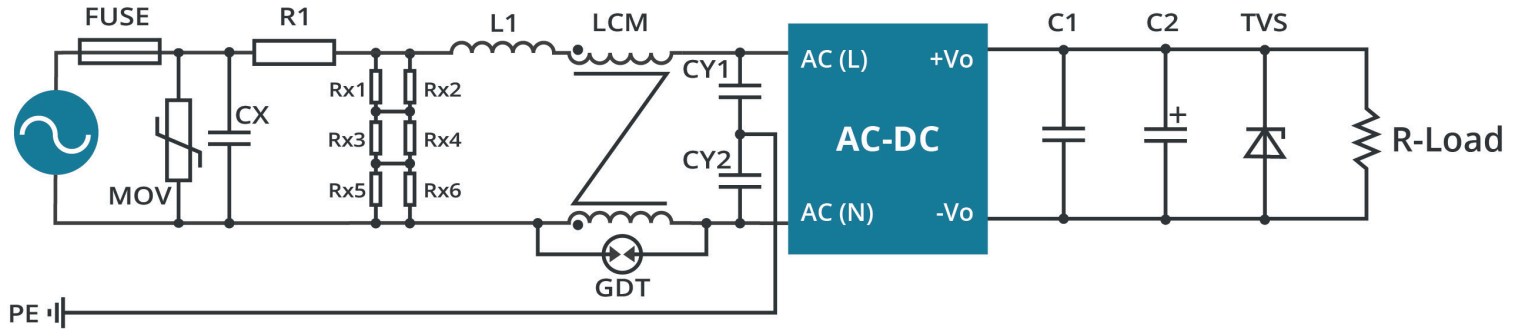 FUSE
R1
L1
LCM
C1
C2
TVS
AC (L)
+Vo
CY1
Rx1
Rx2
CX
+
Rx3
Rx4
AC-DC
R-Load
CY2
MOV
Rx5
Rx6
AC (N)
-Vo
GDT
PE